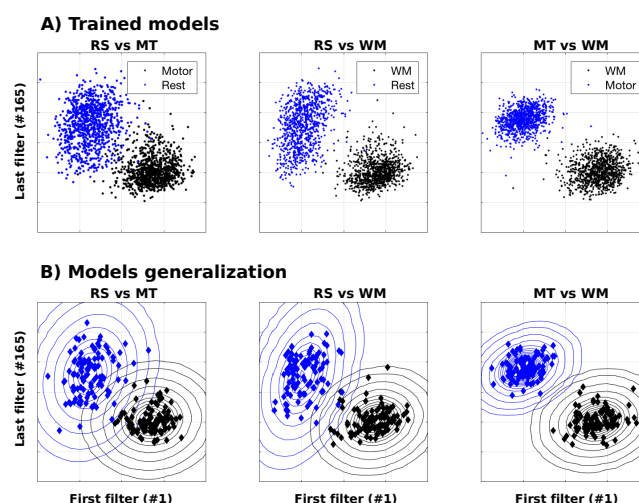 A) Trained models
RS vs MT
RS vs WM
MT vs WM
Motor
Rest
WM
Rest
WM
Motor
Last filter (#165)
B) Models generalization
RS vs MT
RS vs WM
MT vs WM
Last filter (#165)
First filter (#1)
First filter (#1)
First filter (#1)